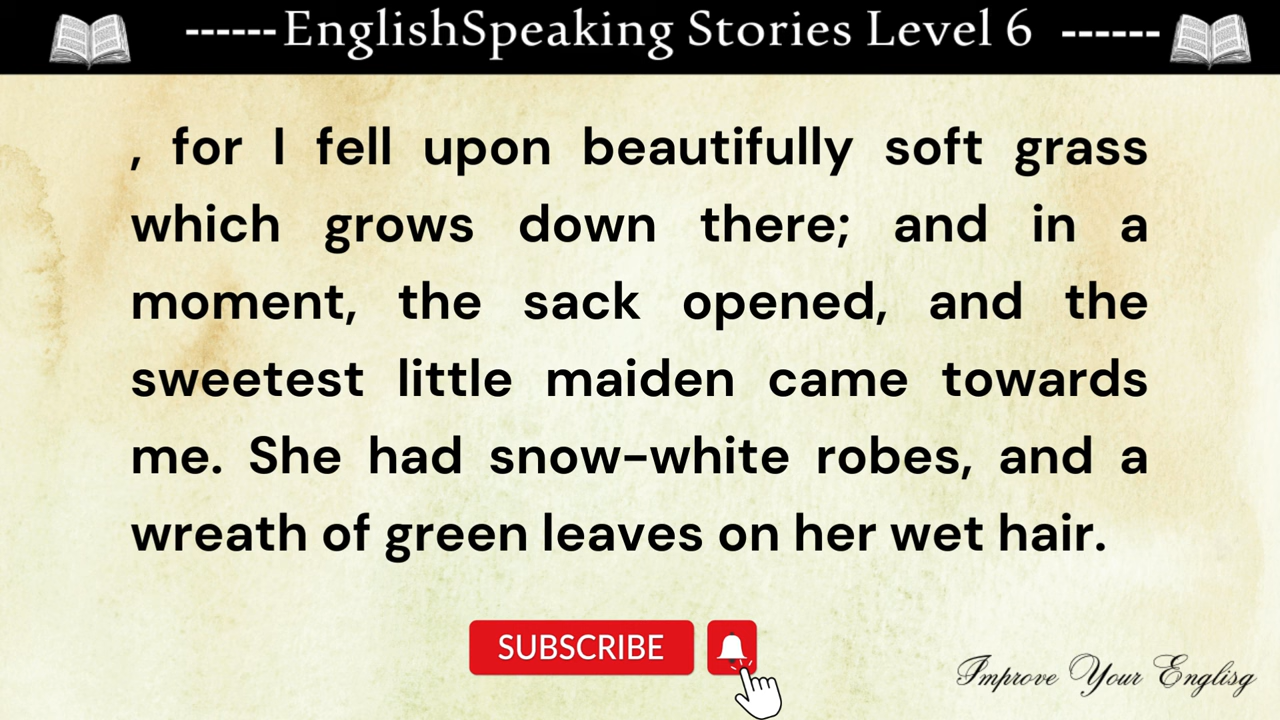 ------EnglishSpeaking Stories Level 6 ------
, for I fell upon beautifully soft grass
which grows down there; and in a
moment, the sack opened, and the
sweetest little maiden came towards
me. She had snow-white robes, and a
wreath of green leaves on her wet hair.
SUBSCRIBE
Improve Your Englisg